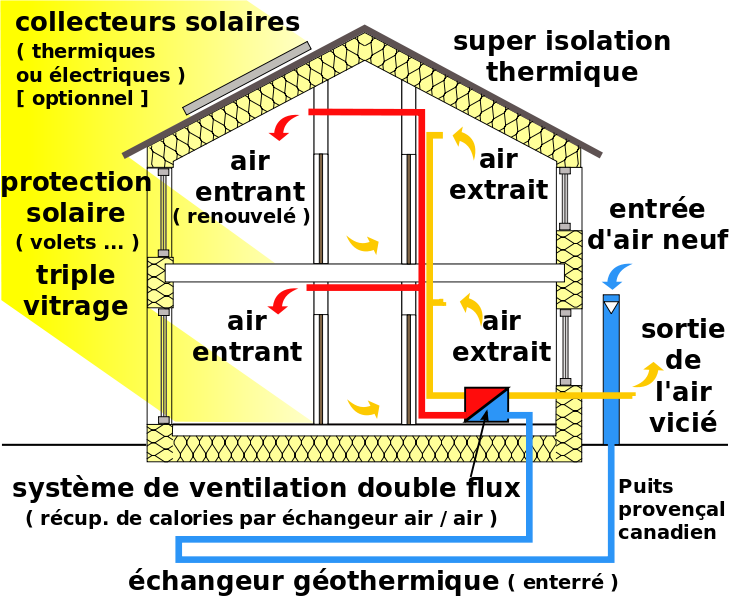 collecteurs solaires
( thermiques
ou électriques )
[ optionnel ]
super isolation
thermique
protection
solaire
( volets ... )
triple
vitrage
air
entrant
( renouvelé )
air
extrait
entrée
d'air neuf
air
entrant
air
extrait
sortie
de
l'air
vicié
système de ventilation double flux
( récup. de calories par échangeur air / air )
Puits
provençal
canadien
échangeur géothermique ( enterré )